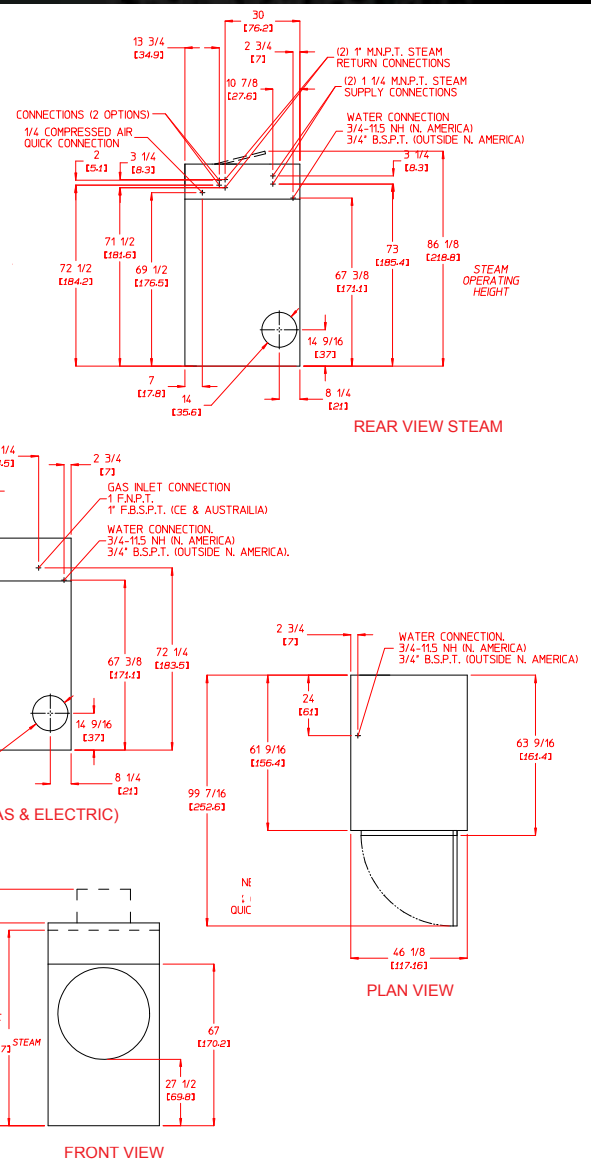 30
[76.2]
13 3/4
[34.9]
2 3/4
[7]
(2) 1" M.N.P.T. STEAM
RETURN CONNECTIONS
10 7/8
[27.6]
(2) 1 1/4 M.N.P.T. STEAM
SUPPLY CONNECTIONS
CONNECTIONS (2 OPTIONS)
1/4 COMPRESSED AIR
QUICK CONNECTION
WATER CONNECTION
3/4-11.5 NH (N. AMERICA)
3/4" B.S.P.T. (OUTSIDE N. AMERICA)
2
[5.1]
3 1/4
[8.3]
3 1/4
[8.3]
71 1/2
[181.6]
72 1/2
[184.2]
69 1/2
[176.5]
67 3/8
[171.1]
73
[185.4]
86 1/8
[218.8]
STEAM
OPERATING
HEIGHT
14 9/16
[37]
7
[17.8]
14
[35.6]
8 1/4
[21]
REAR VIEW STEAM
1/4
.5]
2 3/4
[7]
GAS INLET CONNECTION
1 F.N.P.T.
1" F.B.S.P.T. (CE & AUSTRAILIA)
WATER CONNECTION.
3/4-11.5 NH (N. AMERICA)
3/4" B.S.P.T. (OUTSIDE N. AMERICA).
67 3/8
[171.1]
72 1/4
[183.5]
14 9/16
[37]
8 1/4
[21]
AS & ELECTRIC)
2 3/4
[7]
WATER CONNECTION.
3/4-11.5 NH (N. AMERICA)
3/4" B.S.P.T. (OUTSIDE N. AMERICA)
24
[61]
61 9/16
[156.4]
63 9/16
[161.4]
99 7/16
[252.6]
QUIC
46 1/8
[117.16]
PLAN VIEW
7] STEAM
67
[170.2]
27 1/2
[69.8]
FRONT VIEW